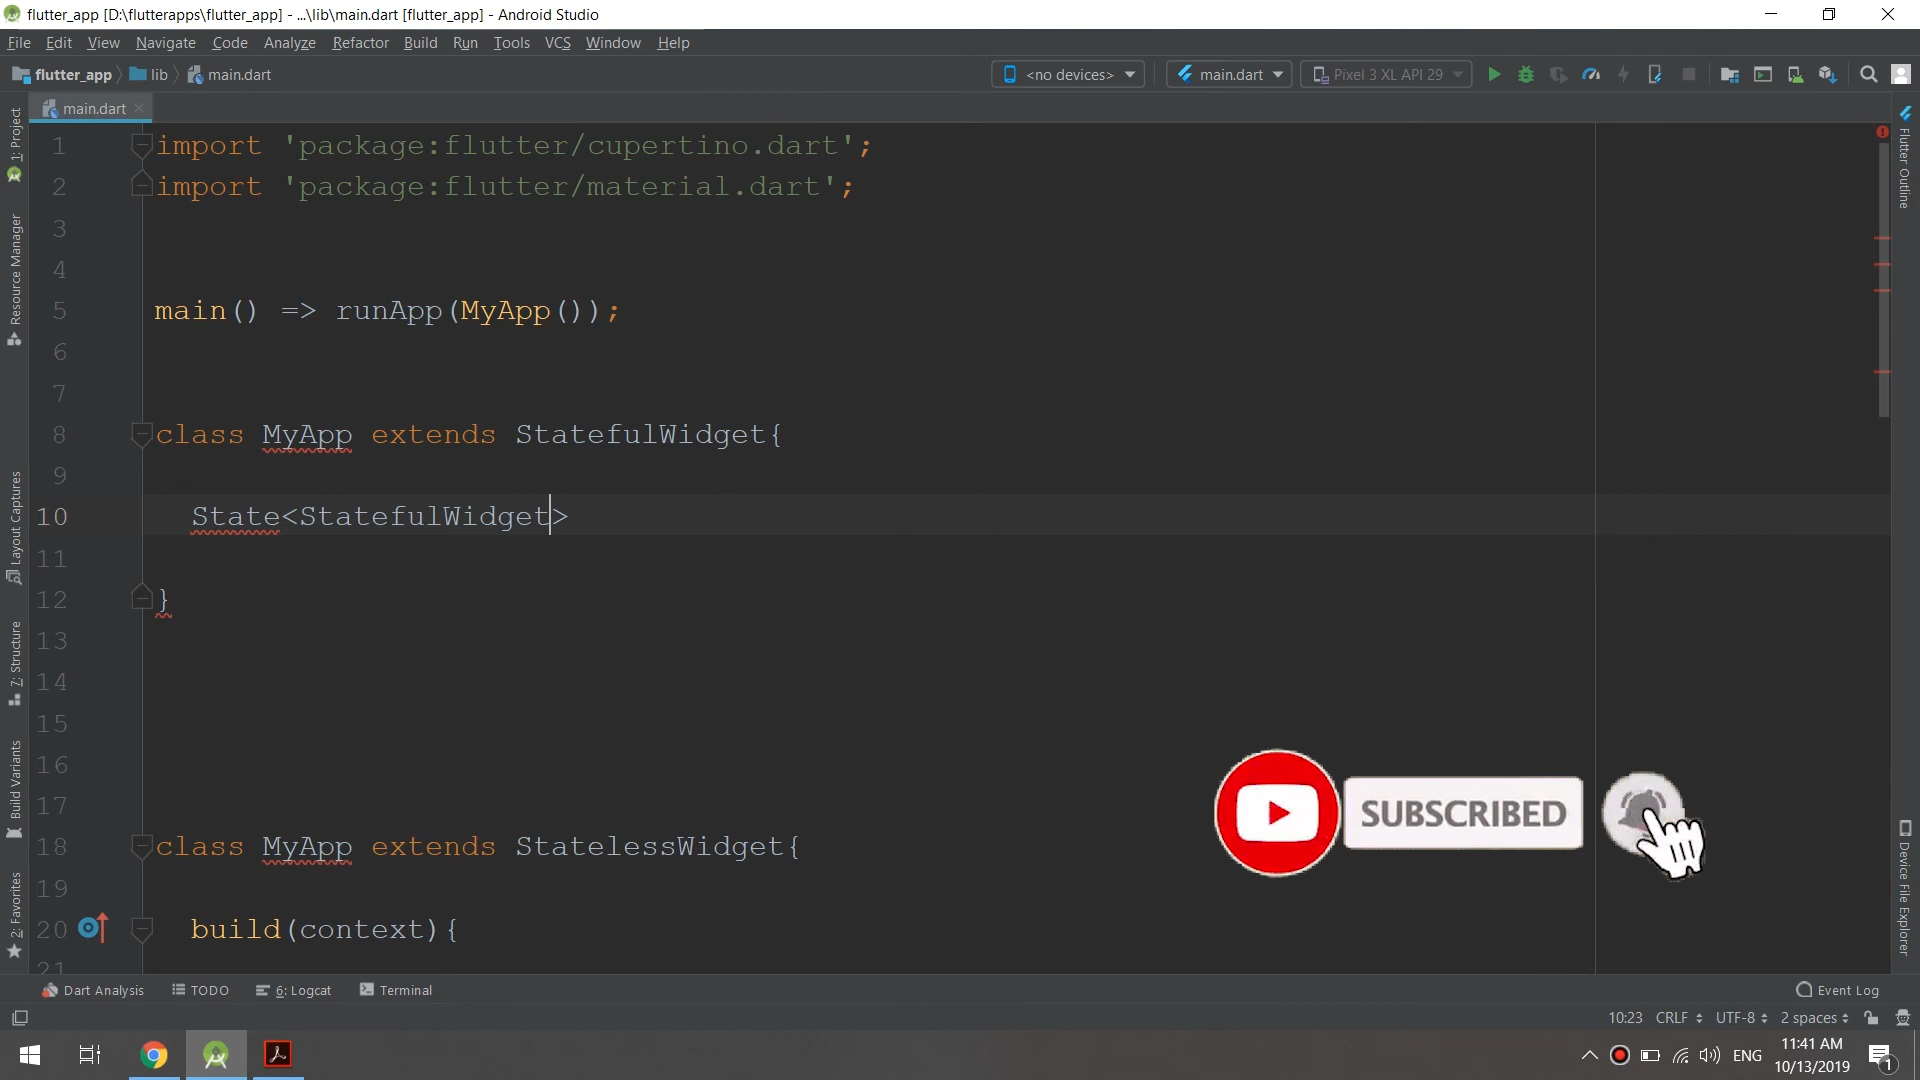 flutter_app [D:\flutterapps\flutter_app] - ...\lib\main.dart [flutter_app] - Android Studio
File Edit View Navigate Code Analyze Refactor Build Run Tools VCS Window Help
flutter_app lib main.dart <no devices> main.dart Pixel 3 XL API 29
main.dart
1: Project
Resource Manager
Layout Captures
7: Structure
Build Variants
2: Favorites
Flutter Outline
Device File Explorer
1 import 'package:flutter/cupertino.dart';
2 import 'package:flutter/material.dart';
3
4
5 main() => runApp(MyApp());
6
7
8 class MyApp extends StatefulWidget{
9
10 State<StatefulWidget>
11
12 }
13
14
15
16
17
18 class MyApp extends StatelessWidget{
19
20 build(context){
21
SUBSCRIBED
Dart Analysis TODO 6: Logcat Terminal Event Log
10:23 CRLF UTF-8 2 spaces
ENG 11:41 AM
10/13/2019
1